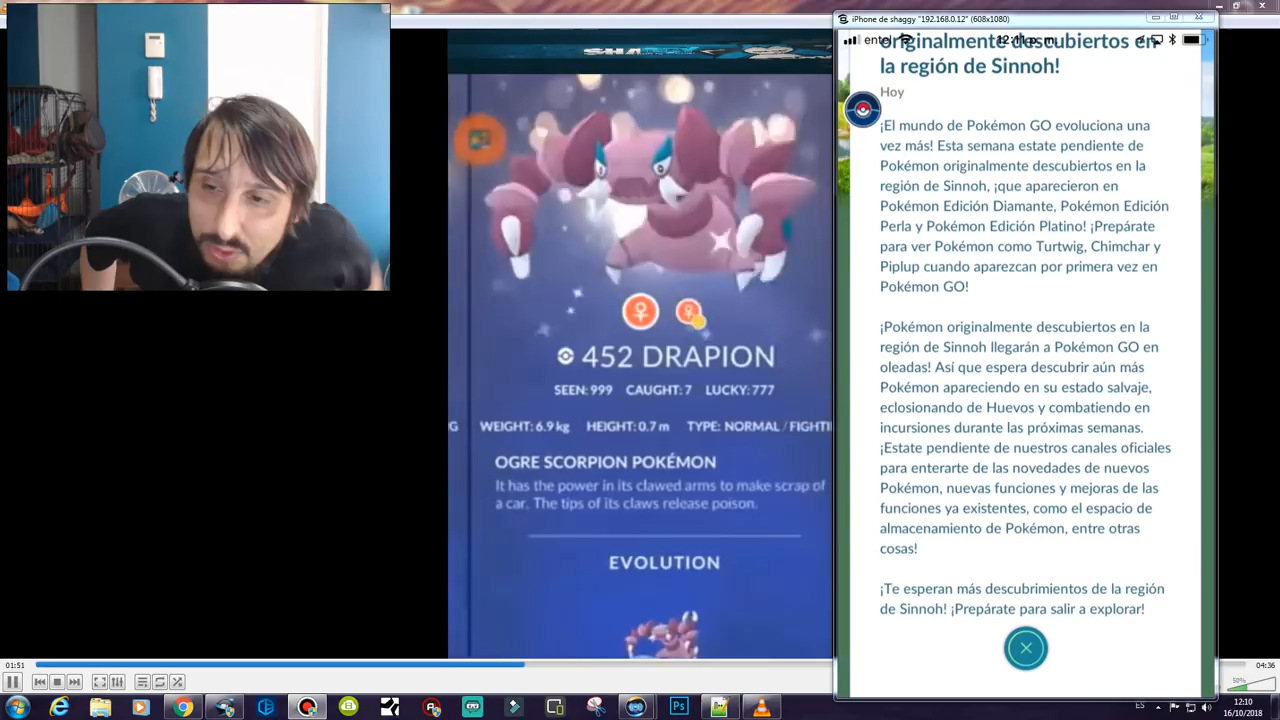 iPhone de shaggy "192.168.0.12" (608x1080)
entel
12:11 p. m.
originalmente descubiertos en
la región de Sinnoh!
Hoy
¡El mundo de Pokémon GO evoluciona una
vez más! Esta semana estate pendiente de
Pokémon originalmente descubiertos en la
región de Sinnoh, ¡que aparecieron en
Pokémon Edición Diamante, Pokémon Edición
Perla y Pokémon Edición Platino! ¡Prepárate
para ver Pokémon como Turtwig, Chimchar y
Piplup cuando aparezcan por primera vez en
Pokémon GO!
¡Pokémon originalmente descubiertos en la
región de Sinnoh llegarán a Pokémon GO en
oleadas! Así que espera descubrir aún más
Pokémon apareciendo en su estado salvaje,
eclosionando de Huevos y combatiendo en
incursiones durante las próximas semanas.
¡Estate pendiente de nuestros canales oficiales
para enterarte de las novedades de nuevos
Pokémon, nuevas funciones y mejoras de las
funciones ya existentes, como el espacio de
almacenamiento de Pokémon, entre otras
cosas!
¡Te esperan más descubrimientos de la región
de Sinnoh! ¡Prepárate para salir a explorar!
452 DRAPION
SEEN: 999 CAUGHT: 7 LUCKY: 777
G WEIGHT: 6.9 kg HEIGHT: 0.7 m TYPE: NORMAL / FIGHTI
OGRE SCORPION POKÉMON
It has the power in its clawed arms to make scrap of
a car. The tips of its claws release poison.
EVOLUTION
01:51
04:36
50%
Ps
ES
12:10
16/10/2018